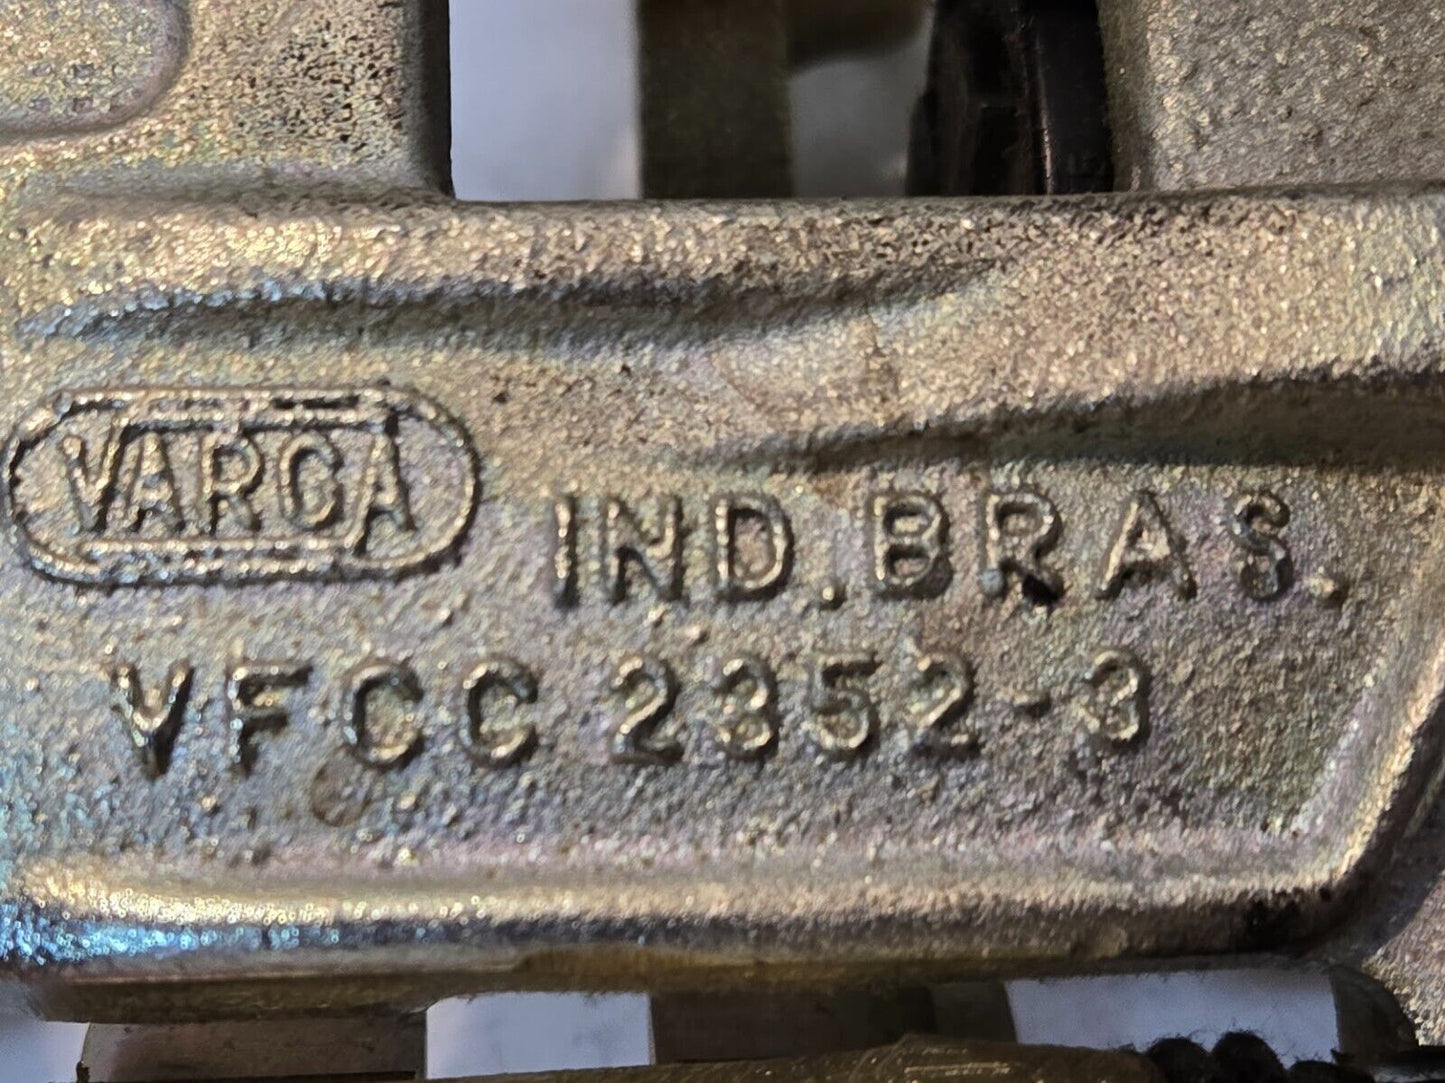 VARGA IND.BRAS.
VFCC 2352-3